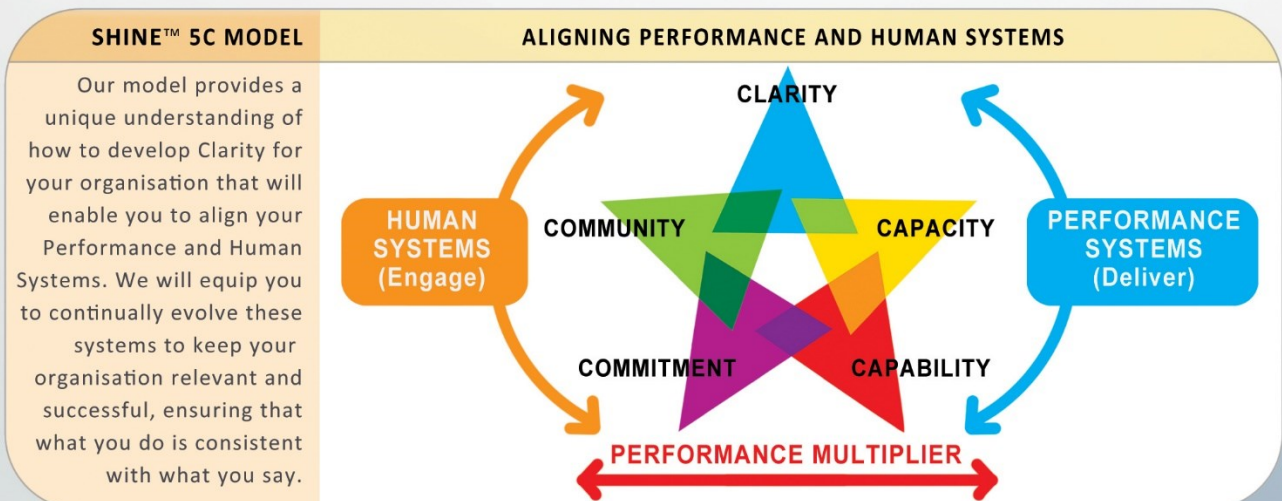 SHINE™ 5C MODEL
Our model provides a
unique understanding of
how to develop Clarity for
your organisation that will
enable you to align your
Performance and Human
Systems. We will equip you
to continually evolve these
systems to keep your
organisation relevant and
successful, ensuring that
what you do is consistent
with what you say.
ALIGNING PERFORMANCE AND HUMAN SYSTEMS
CLARITY
HUMAN
SYSTEMS
(Engage)
COMMUNITY
CAPACITY
PERFORMANCE
SYSTEMS
(Deliver)
COMMITMENT
CAPABILITY
PERFORMANCE MULTIPLIER